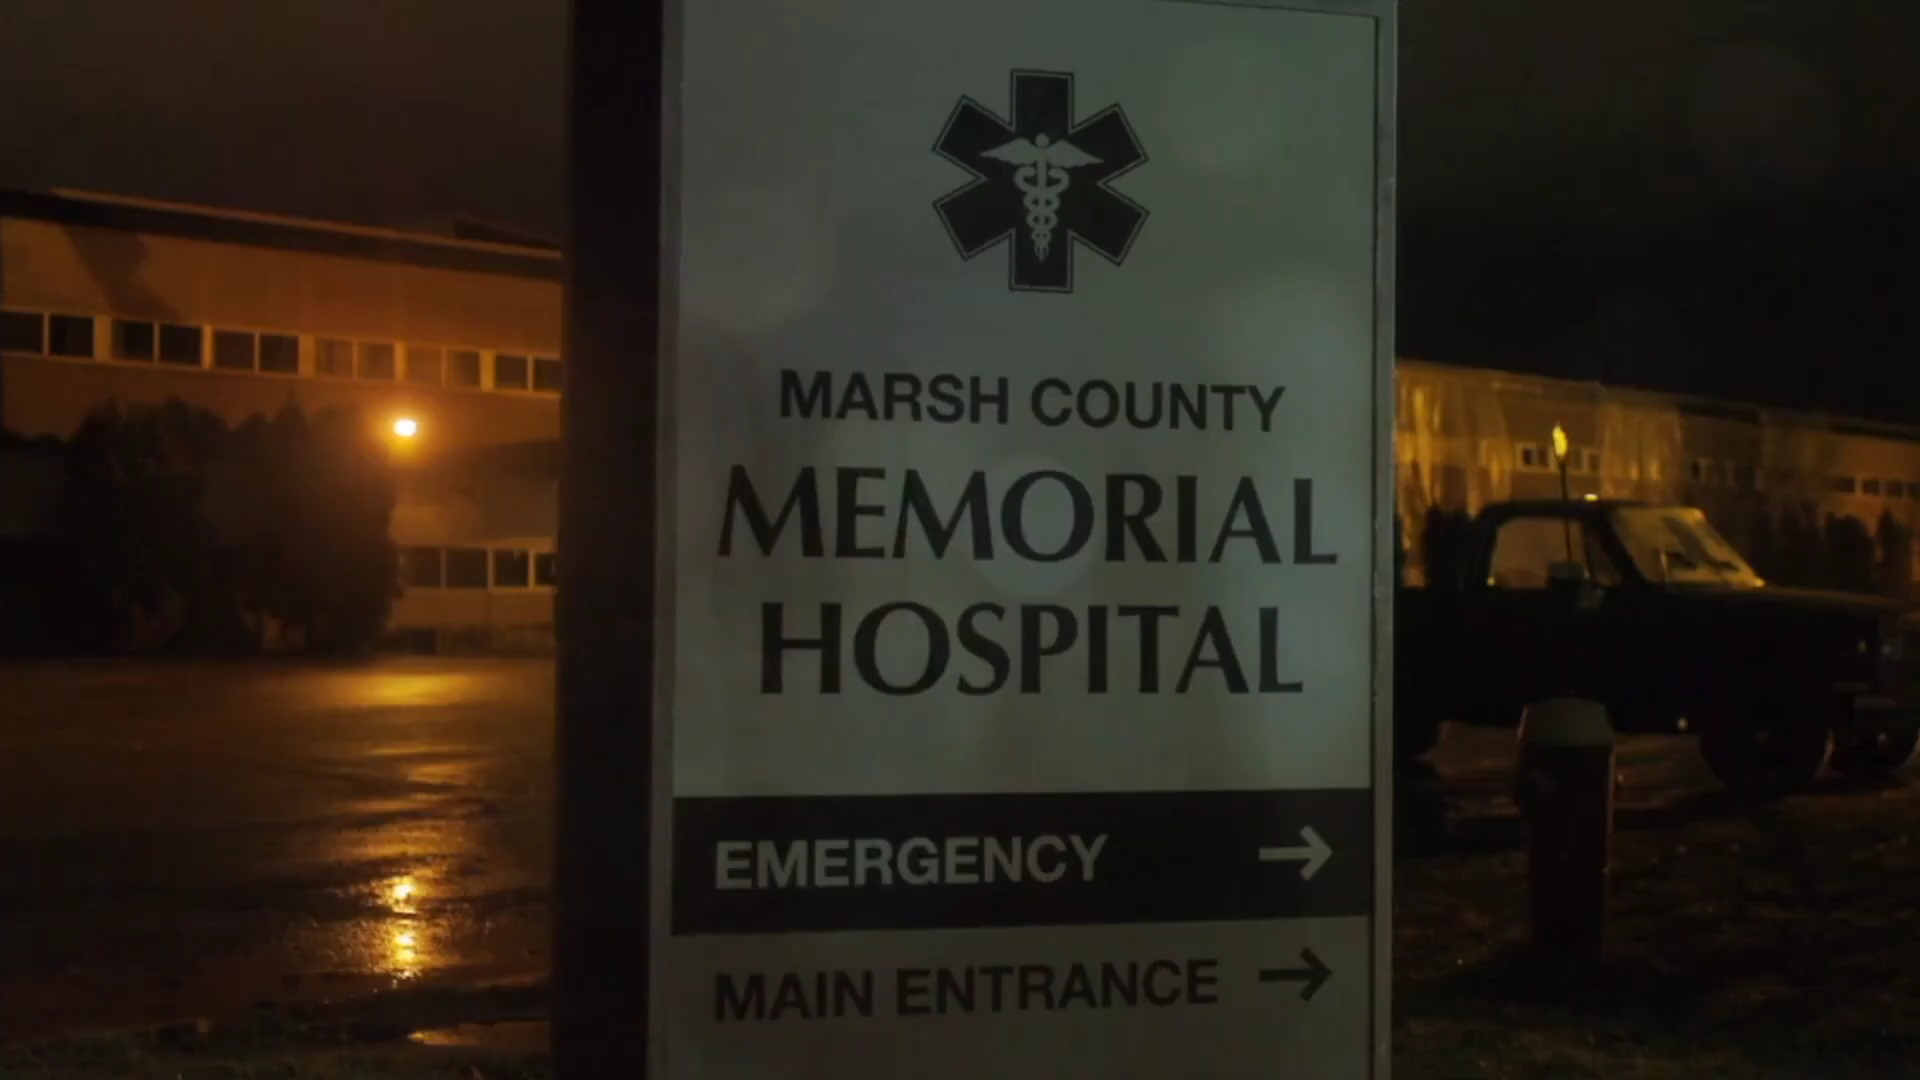 MARSH COUNTY
MEMORIAL
HOSPITAL
EMERGENCY →
MAIN ENTRANCE →